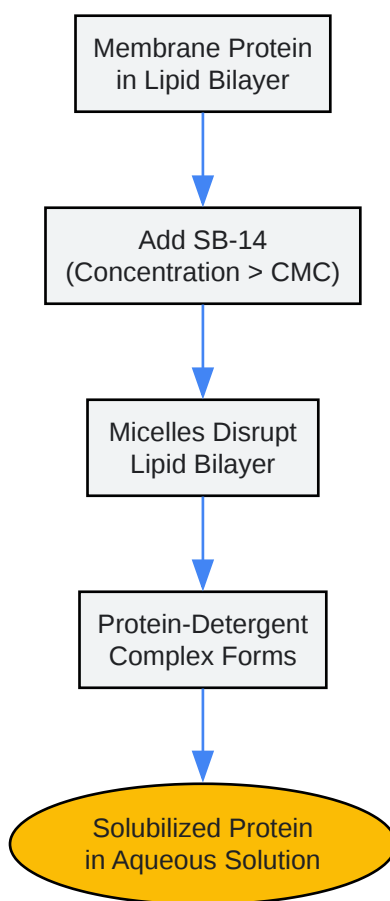 Membrane Protein
in Lipid Bilayer
Add SB-14
(Concentration > CMC)
Micelles Disrupt
Lipid Bilayer
Protein-Detergent
Complex Forms
Solubilized Protein
in Aqueous Solution